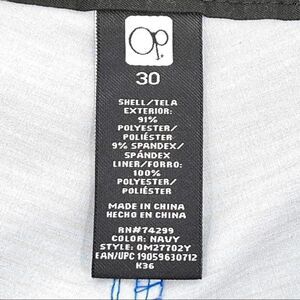 Op.
30
SHELL/TELA
EXTERIOR:
91%
POLYESTER/
POLIÉSTER
9% SPANDEX/
SPÁNDEX
LINER/FORRO:
100%
POLYESTER/
POLIÉSTER
MADE IN CHINA
HECHO EN CHINA
RN#74299
COLOR: NAVY
STYLE: OM27702Y
EAN/UPC 19059630712
K36